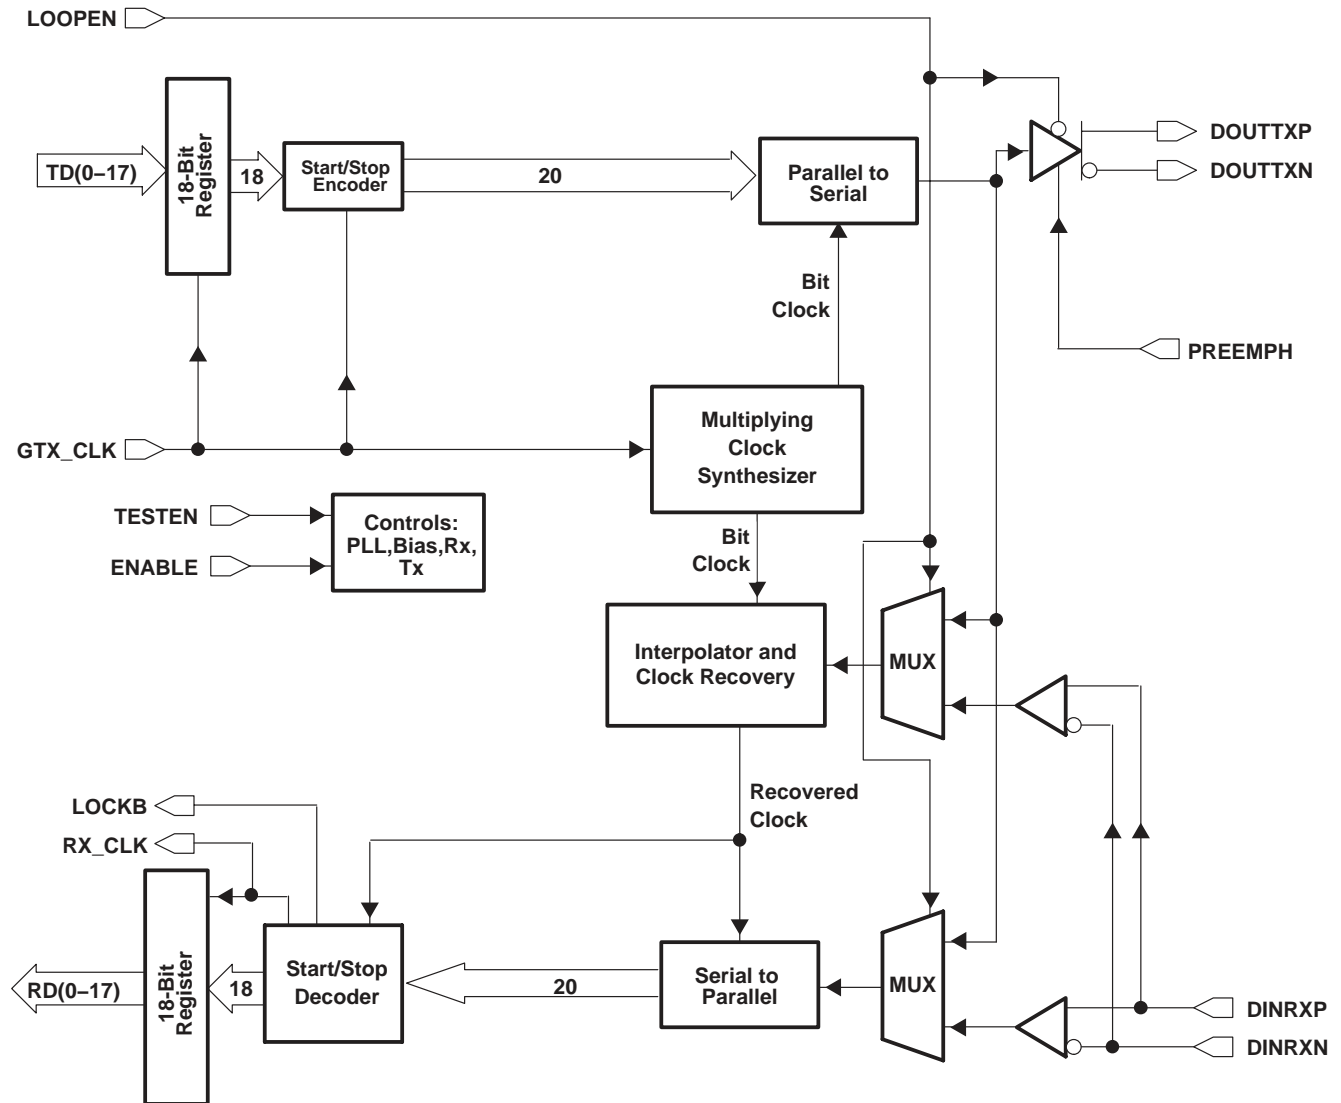 LOOPEN
18-Bit
Register
TD(0–17)
18
Start/Stop
Encoder
20
Parallel to
Serial
DOUTTXP
DOUTTXN
Bit
Clock
PREEMPH
GTX_CLK
Multiplying
Clock
Synthesizer
TESTEN
ENABLE
Controls:
PLL,Bias,Rx,
Tx
Bit
Clock
Interpolator and
Clock Recovery
MUX
Recovered
Clock
LOCKB
RX_CLK
18-Bit
Register
RD(0–17)
18
Start/Stop
Decoder
20
Serial to
Parallel
MUX
DINRXP
DINRXN